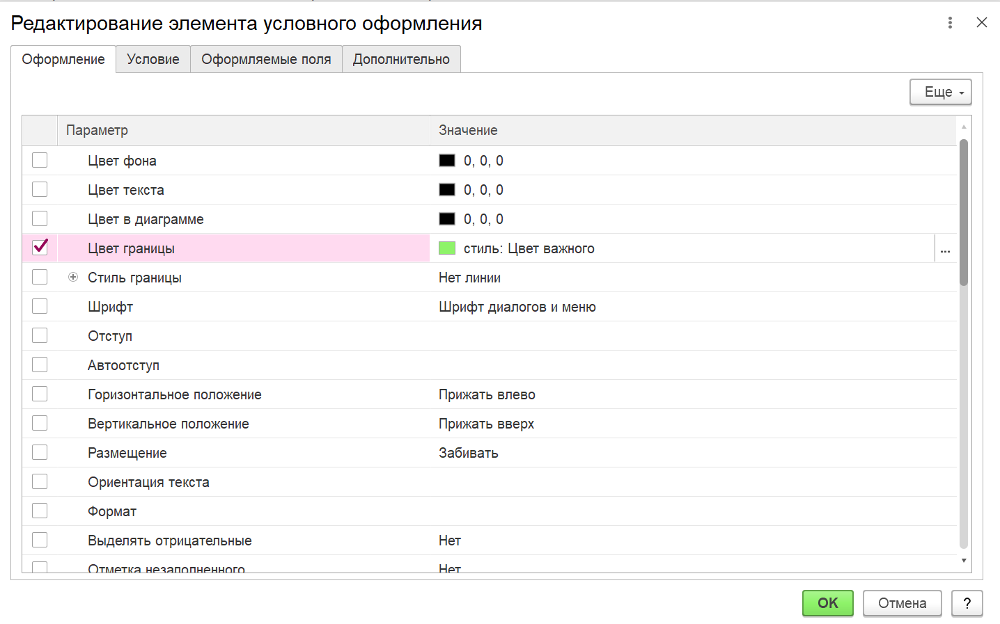 Редактирование элемента условного оформления
Оформление Условие Оформляемые поля Дополнительно
Еще
Параметр Значение
Цвет фона 0, 0, 0
Цвет текста 0, 0, 0
Цвет в диаграмме 0, 0, 0
Цвет границы стиль: Цвет важного ...
Стиль границы Нет линии
Шрифт Шрифт диалогов и меню
Отступ
Автоотступ
Горизонтальное положение Прижать влево
Вертикальное положение Прижать вверх
Размещение Забивать
Ориентация текста
Формат
Выделять отрицательные Нет
Отметка незаполненного Нет
OK Отмена ?